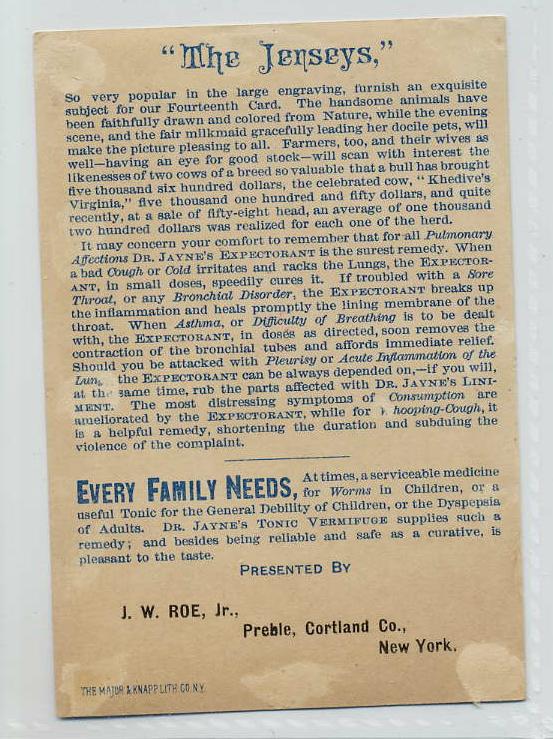 "The Jerseys,"
So very popular in the large engraving, furnish an exquisite
subject for our Fourteenth Card. The handsome animals have
been faithfully drawn and colored from Nature, while the evening
scene, and the fair milkmaid gracefully leading her docile pets, will
make the picture pleasing to all. Farmers, too, and their wives as
well—having an eye for good stock—will scan with interest the
likenesses of two cows of a breed so valuable that a bull has brought
five thousand six hundred dollars, the celebrated cow, "Khedive's
Virginia," five thousand one hundred and fifty dollars, and quite
recently, at a sale of fifty-eight head, an average of one thousand
two hundred dollars was realized for each one of the herd.
It may concern your comfort to remember that for all Pulmonary
Affections DR. JAYNE'S EXPECTORANT is the surest remedy. When
a bad Cough or Cold irritates and racks the Lungs, the EXPECTOR-
ANT, in small doses, speedily cures it. If troubled with a Sore
Throat, or any Bronchial Disorder, the EXPECTORANT breaks up
the inflammation and heals promptly the lining membrane of the
throat. When Asthma, or Difficulty of Breathing is to be dealt
with, the EXPECTORANT, in doses as directed, soon removes the
contraction of the bronchial tubes and affords immediate relief.
Should you be attacked with Pleurisy or Acute Inflammation of the
Lun the EXPECTORANT can be always depended on,—if you will,
at the same time, rub the parts affected with DR. JAYNE'S LINI-
MENT. The most distressing symptoms of Consumption are
ameliorated by the EXPECTORANT, while for hooping-Cough, it
is a helpful remedy, shortening the duration and subduing the
violence of the complaint.
EVERY FAMILY NEEDS, At times, a serviceable medicine
for Worms in Children, or a
useful Tonic for the General Debility of Children, or the Dyspepsia
of Adults. DR. JAYNE'S TONIC VERMIFUGE supplies such a
remedy; and besides being reliable and safe as a curative, is
pleasant to the taste.
PRESENTED BY
J. W. ROE, Jr.,
Preble, Cortland Co.,
New York.
THE MAJOR & KNAPP LITH CO. N.Y.